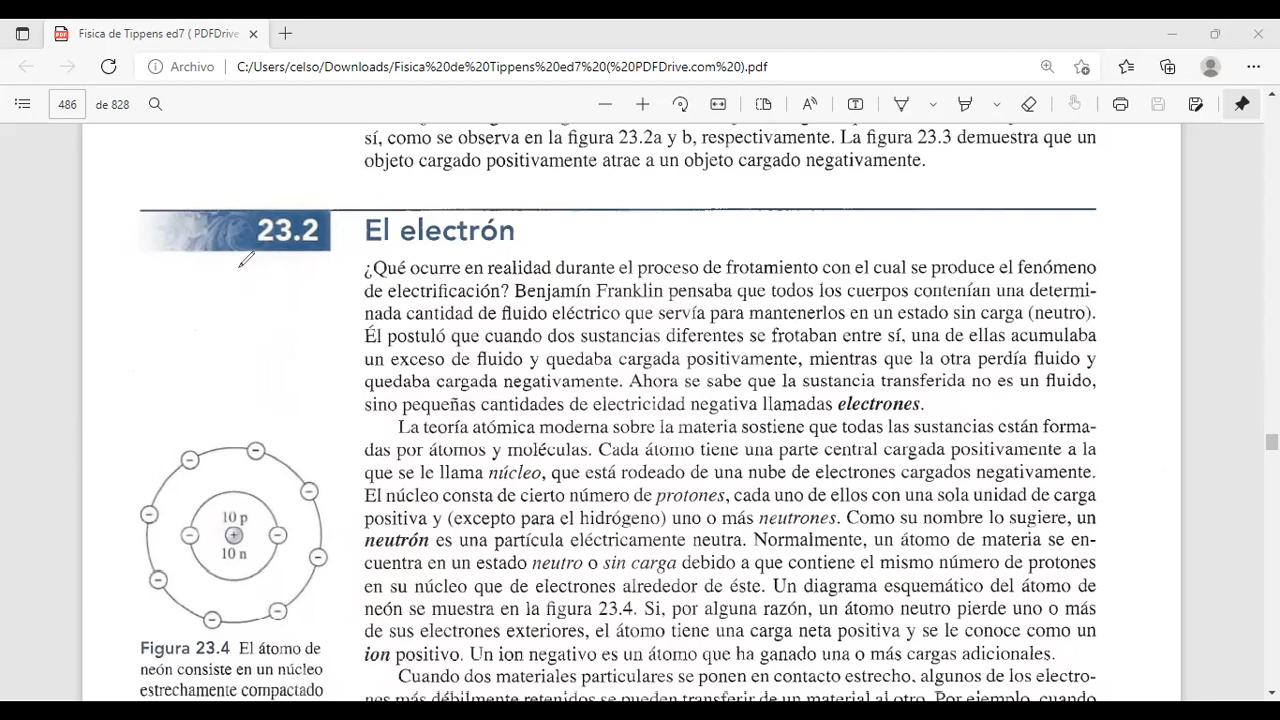 Fisica de Tippens ed7 ( PDFDrive
Archivo
C:/Users/celso/Downloads/Fisica%20de%20Tippens%20ed7%20(%20PDFDrive.com%20).pdf
486
de 828
sí, como se observa en la figura 23.2a y b, respectivamente. La figura 23.3 demuestra que un
objeto cargado positivamente atrae a un objeto cargado negativamente.
23.2
El electrón
¿Qué ocurre en realidad durante el proceso de frotamiento con el cual se produce el fenómeno
de electrificación? Benjamín Franklin pensaba que todos los cuerpos contenían una determi-
nada cantidad de fluido eléctrico que servía para mantenerlos en un estado sin carga (neutro).
Él postuló que cuando dos sustancias diferentes se frotaban entre sí, una de ellas acumulaba
un exceso de fluido y quedaba cargada positivamente, mientras que la otra perdía fluido y
quedaba cargada negativamente. Ahora se sabe que la sustancia transferida no es un fluido,
sino pequeñas cantidades de electricidad negativa llamadas electrones.
La teoría atómica moderna sobre la materia sostiene que todas las sustancias están forma-
das por átomos y moléculas. Cada átomo tiene una parte central cargada positivamente a la
que se le llama núcleo, que está rodeado de una nube de electrones cargados negativamente.
El núcleo consta de cierto número de protones, cada uno de ellos con una sola unidad de carga
positiva y (excepto para el hidrógeno) uno o más neutrones. Como su nombre lo sugiere, un
neutrón es una partícula eléctricamente neutra. Normalmente, un átomo de materia se en-
cuentra en un estado neutro o sin carga debido a que contiene el mismo número de protones
en su núcleo que de electrones alrededor de éste. Un diagrama esquemático del átomo de
neón se muestra en la figura 23.4. Si, por alguna razón, un átomo neutro pierde uno o más
de sus electrones exteriores, el átomo tiene una carga neta positiva y se le conoce como un
ion positivo. Un ion negativo es un átomo que ha ganado una o más cargas adicionales.
Cuando dos materiales particulares se ponen en contacto estrecho, algunos de los electro-
nes más débilmente retenidos se pueden transferir de un material al otro. Por ejemplo, cuando
10 p
+
10 n
Figura 23.4 El átomo de
neón consiste en un núcleo
estrechamente compactado